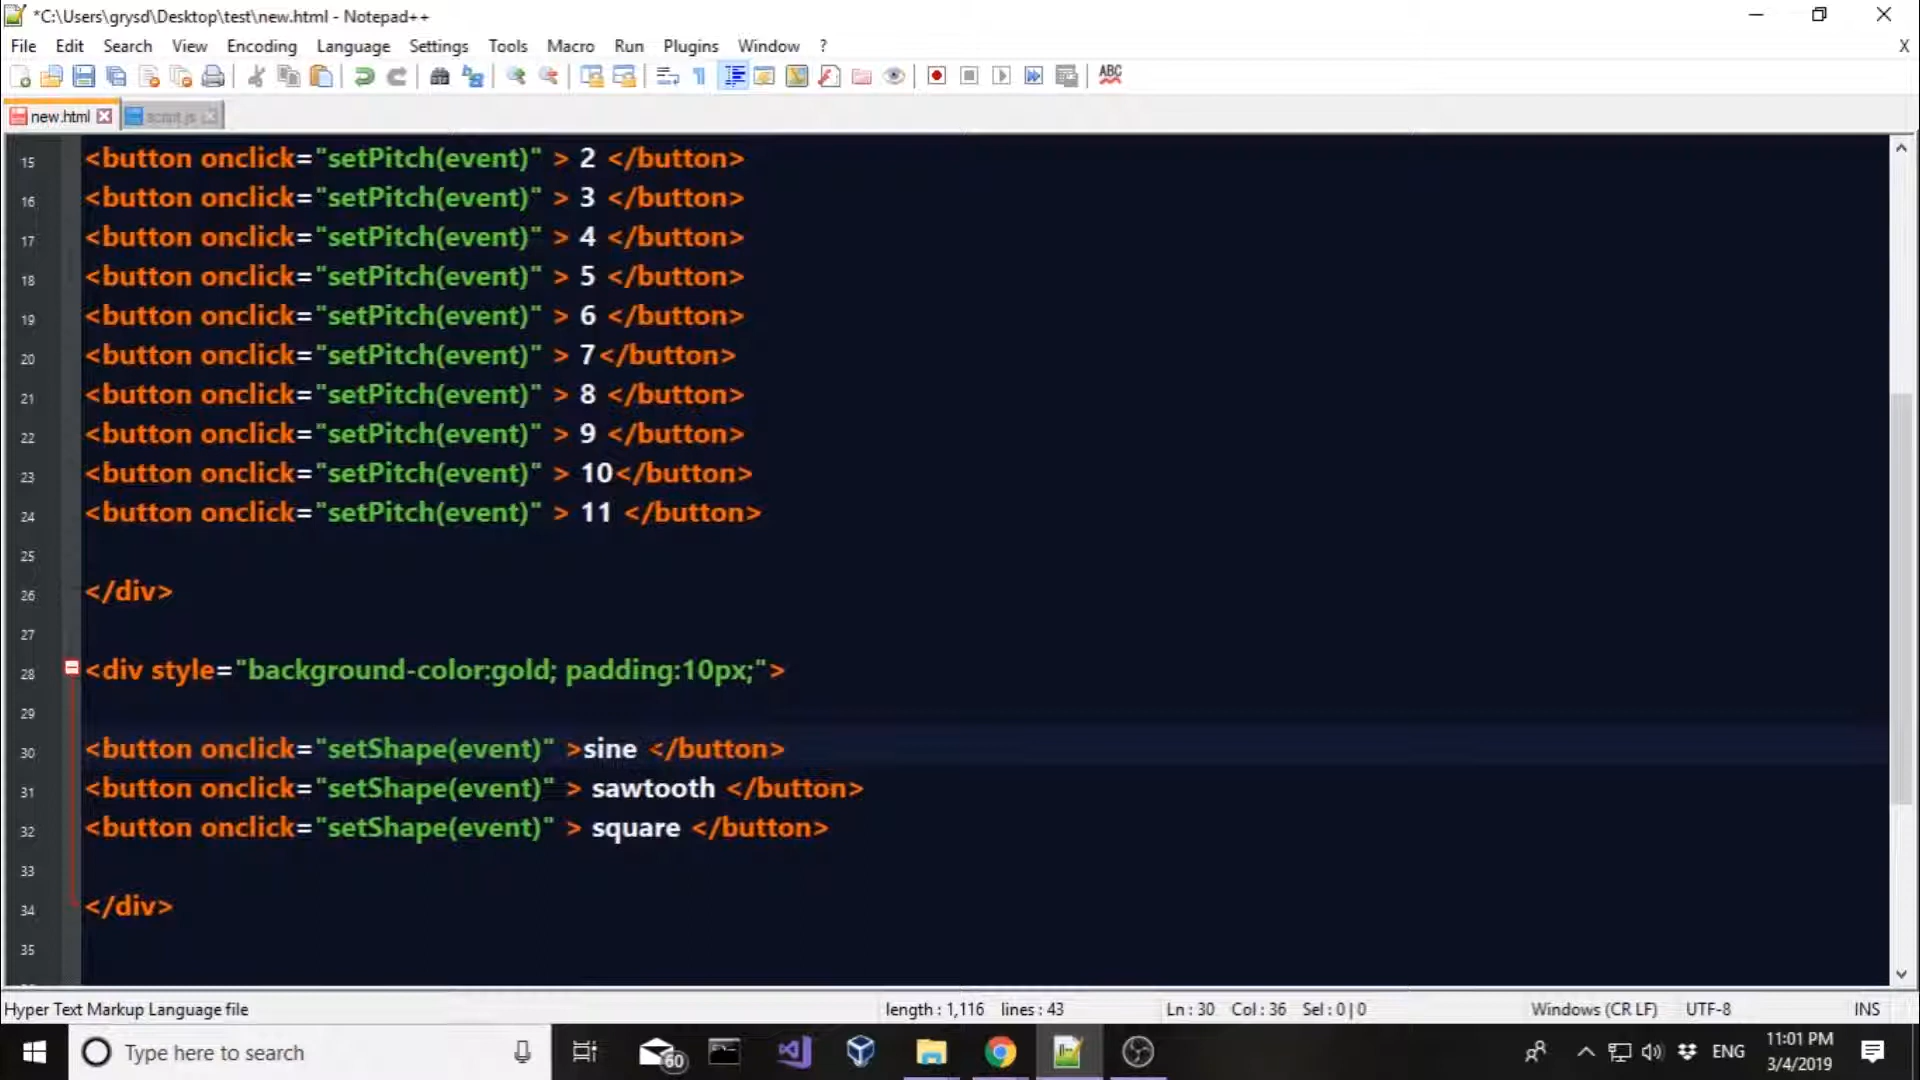 *C:\Users\grysd\Desktop\test\new.html - Notepad++
File Edit Search View Encoding Language Settings Tools Macro Run Plugins Window ? X
ABC
new.html script.js
15 <button onclick="setPitch(event)" > 2 </button>
16 <button onclick="setPitch(event)" > 3 </button>
17 <button onclick="setPitch(event)" > 4 </button>
18 <button onclick="setPitch(event)" > 5 </button>
19 <button onclick="setPitch(event)" > 6 </button>
20 <button onclick="setPitch(event)" > 7</button>
21 <button onclick="setPitch(event)" > 8 </button>
22 <button onclick="setPitch(event)" > 9 </button>
23 <button onclick="setPitch(event)" > 10</button>
24 <button onclick="setPitch(event)" > 11 </button>
25
26 </div>
27
28 <div style="background-color:gold; padding:10px;">
29
30 <button onclick="setShape(event)" >sine </button>
31 <button onclick="setShape(event)" > sawtooth </button>
32 <button onclick="setShape(event)" > square </button>
33
34 </div>
35
Hyper Text Markup Language file length : 1,116 lines : 43 Ln : 30 Col : 36 Sel : 0 | 0 Windows (CR LF) UTF-8 INS
Type here to search 60 ENG 11:01 PM
3/4/2019